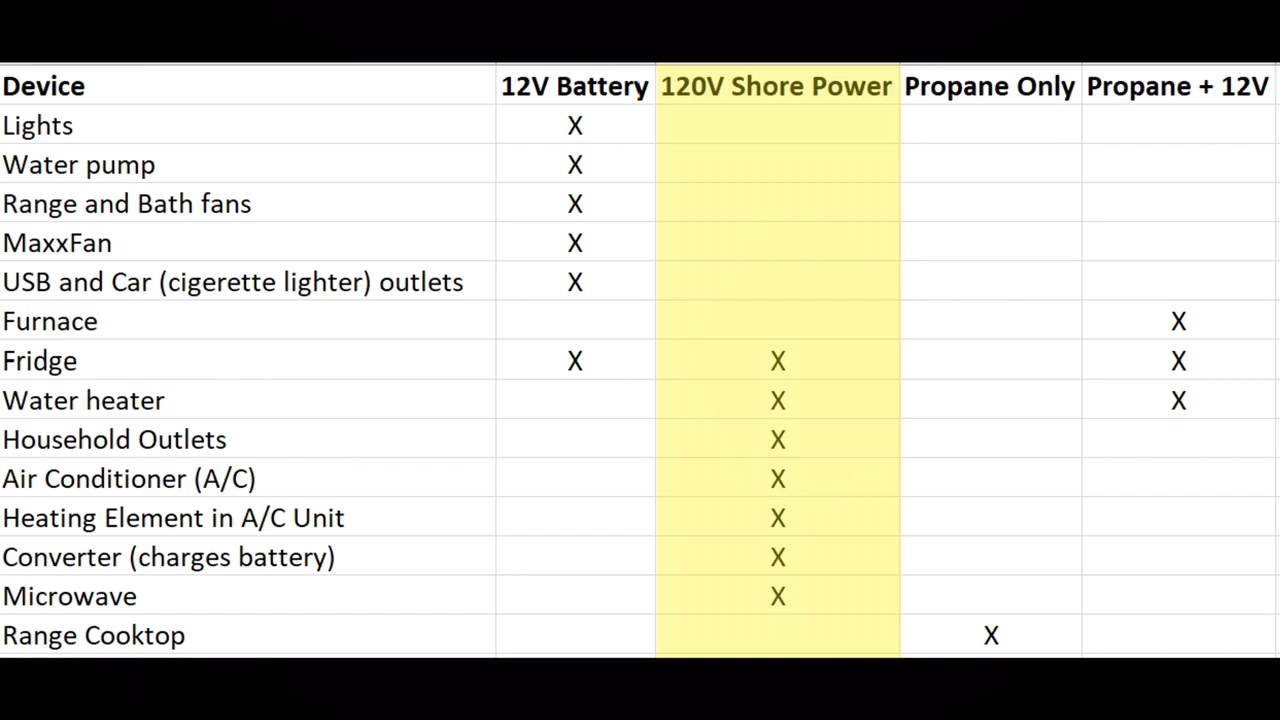 Device 12V Battery 120V Shore Power Propane Only Propane + 12V
Lights X
Water pump X
Range and Bath fans X
MaxxFan X
USB and Car (cigerette lighter) outlets X
Furnace X
Fridge X X X
Water heater X X
Household Outlets X
Air Conditioner (A/C) X
Heating Element in A/C Unit X
Converter (charges battery) X
Microwave X
Range Cooktop X